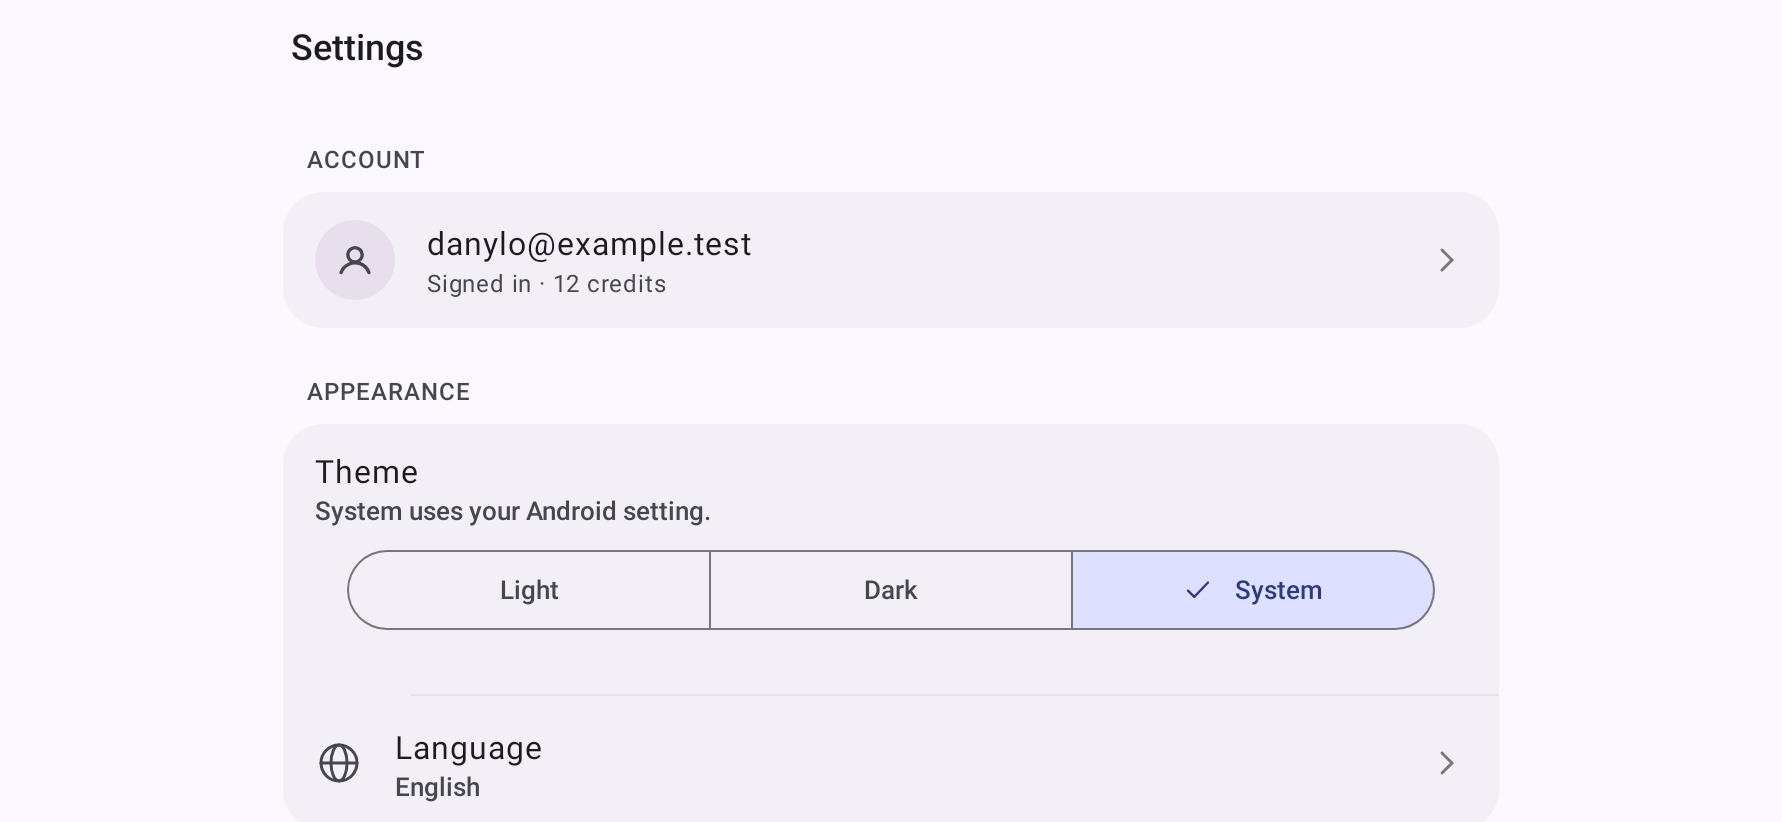 Settings
ACCOUNT
danylo@example.test
Signed in · 12 credits
APPEARANCE
Theme
System uses your Android setting.
Light
Dark
System
Language
English